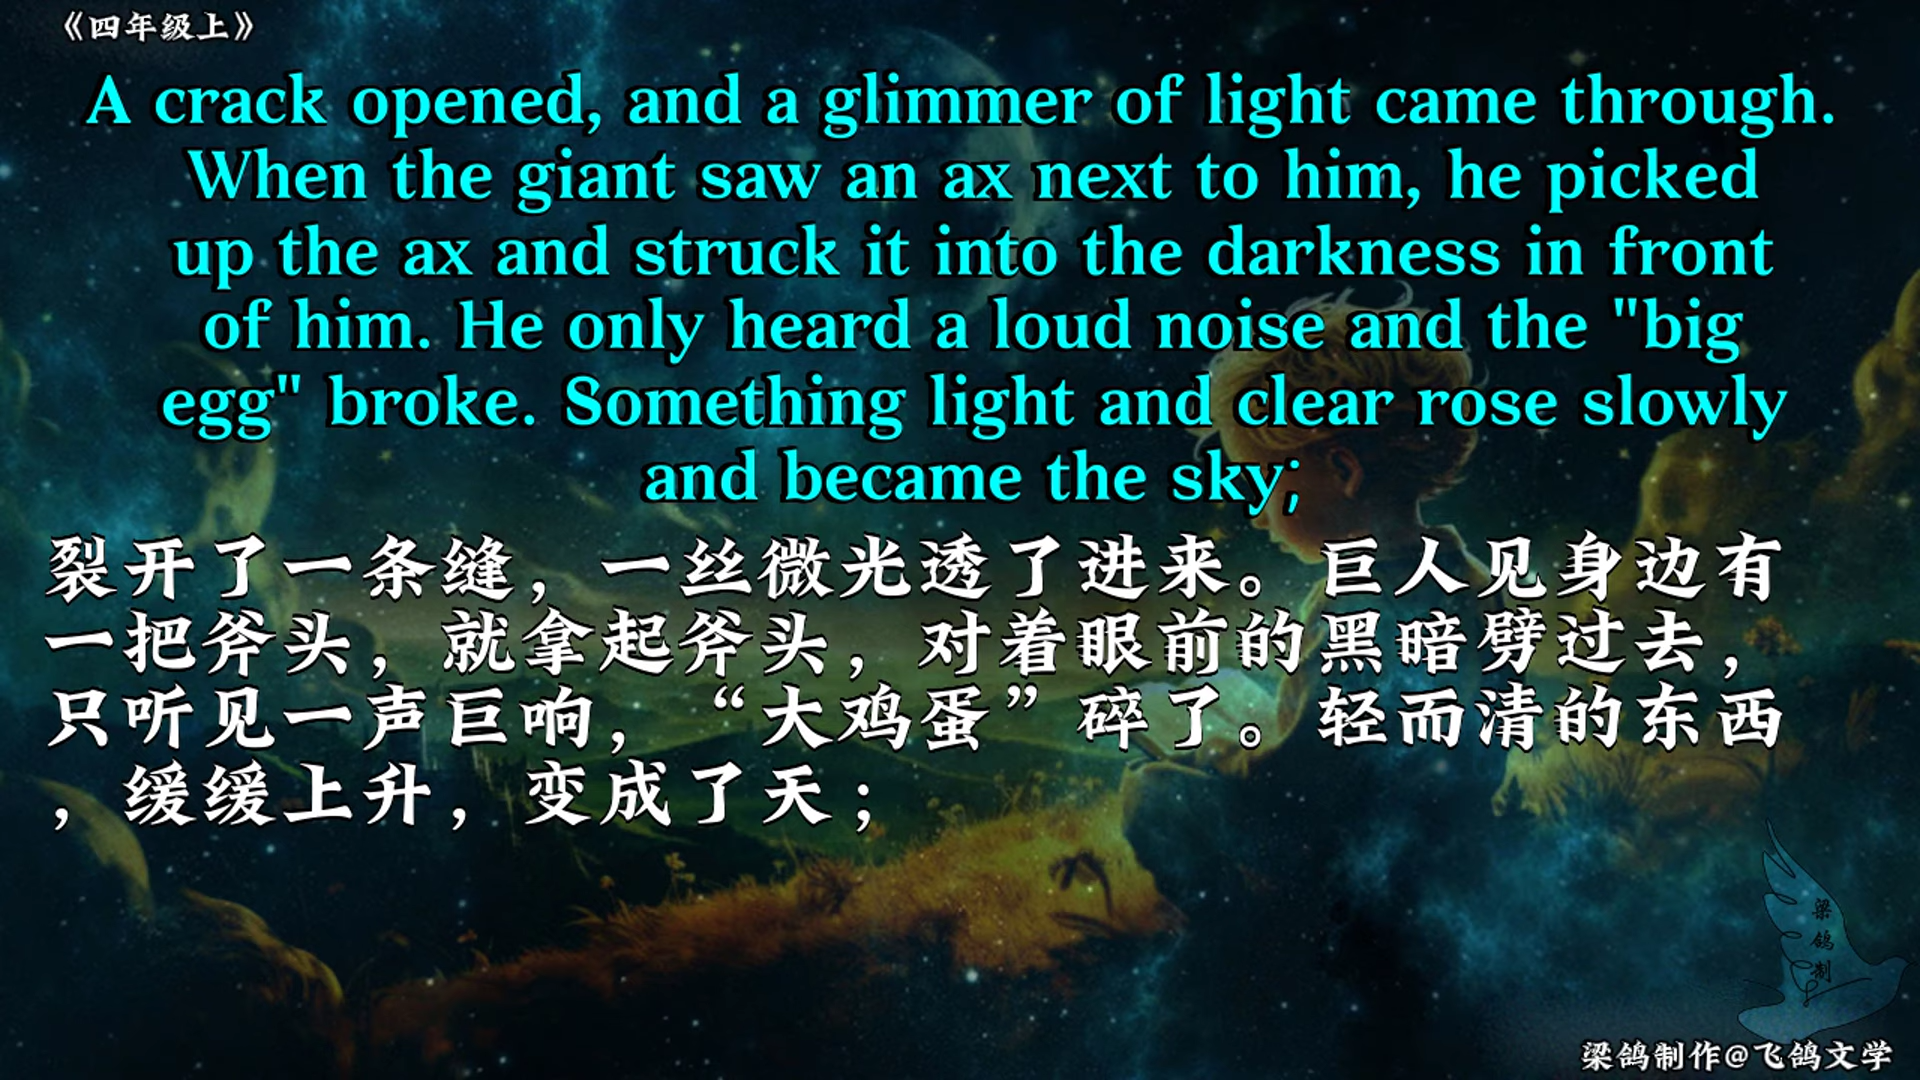 《四年级上》
A crack opened, and a glimmer of light came through.
When the giant saw an ax next to him, he picked
up the ax and struck it into the darkness in front
of him. He only heard a loud noise and the "big
egg" broke. Something light and clear rose slowly
and became the sky;
裂开了一条缝，一丝微光透了进来。巨人见身边有
一把斧头，就拿起斧头，对着眼前的黑暗劈过去，
只听见一声巨响，“大鸡蛋”碎了。轻而清的东西
，缓缓上升，变成了天；
梁
鸽
制
梁鸽制作@飞鸽文学